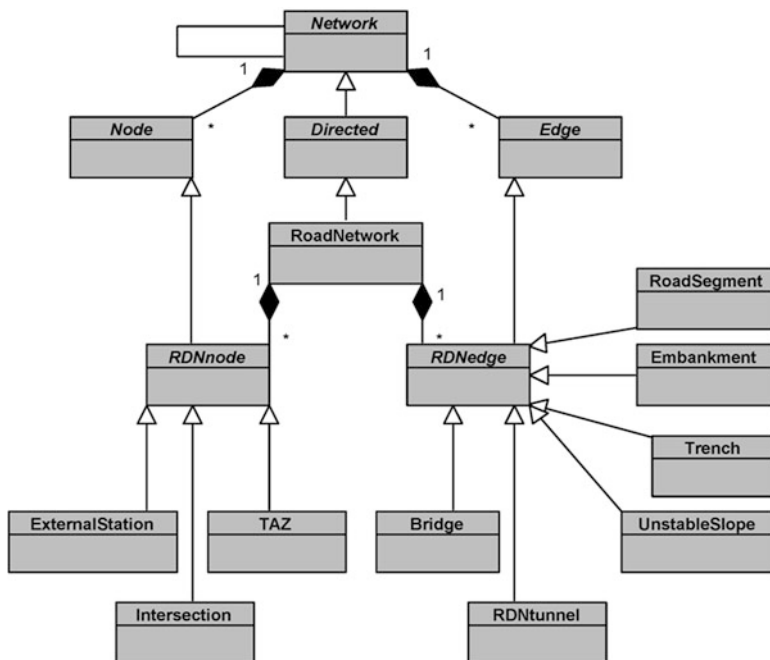 Network
1
1
Node
*
Directed
*
Edge
RoadNetwork
1
1
RoadSegment
*
*
RDNnode
RDNedge
Embankment
Trench
ExternalStation
TAZ
Bridge
UnstableSlope
Intersection
RDNtunnel